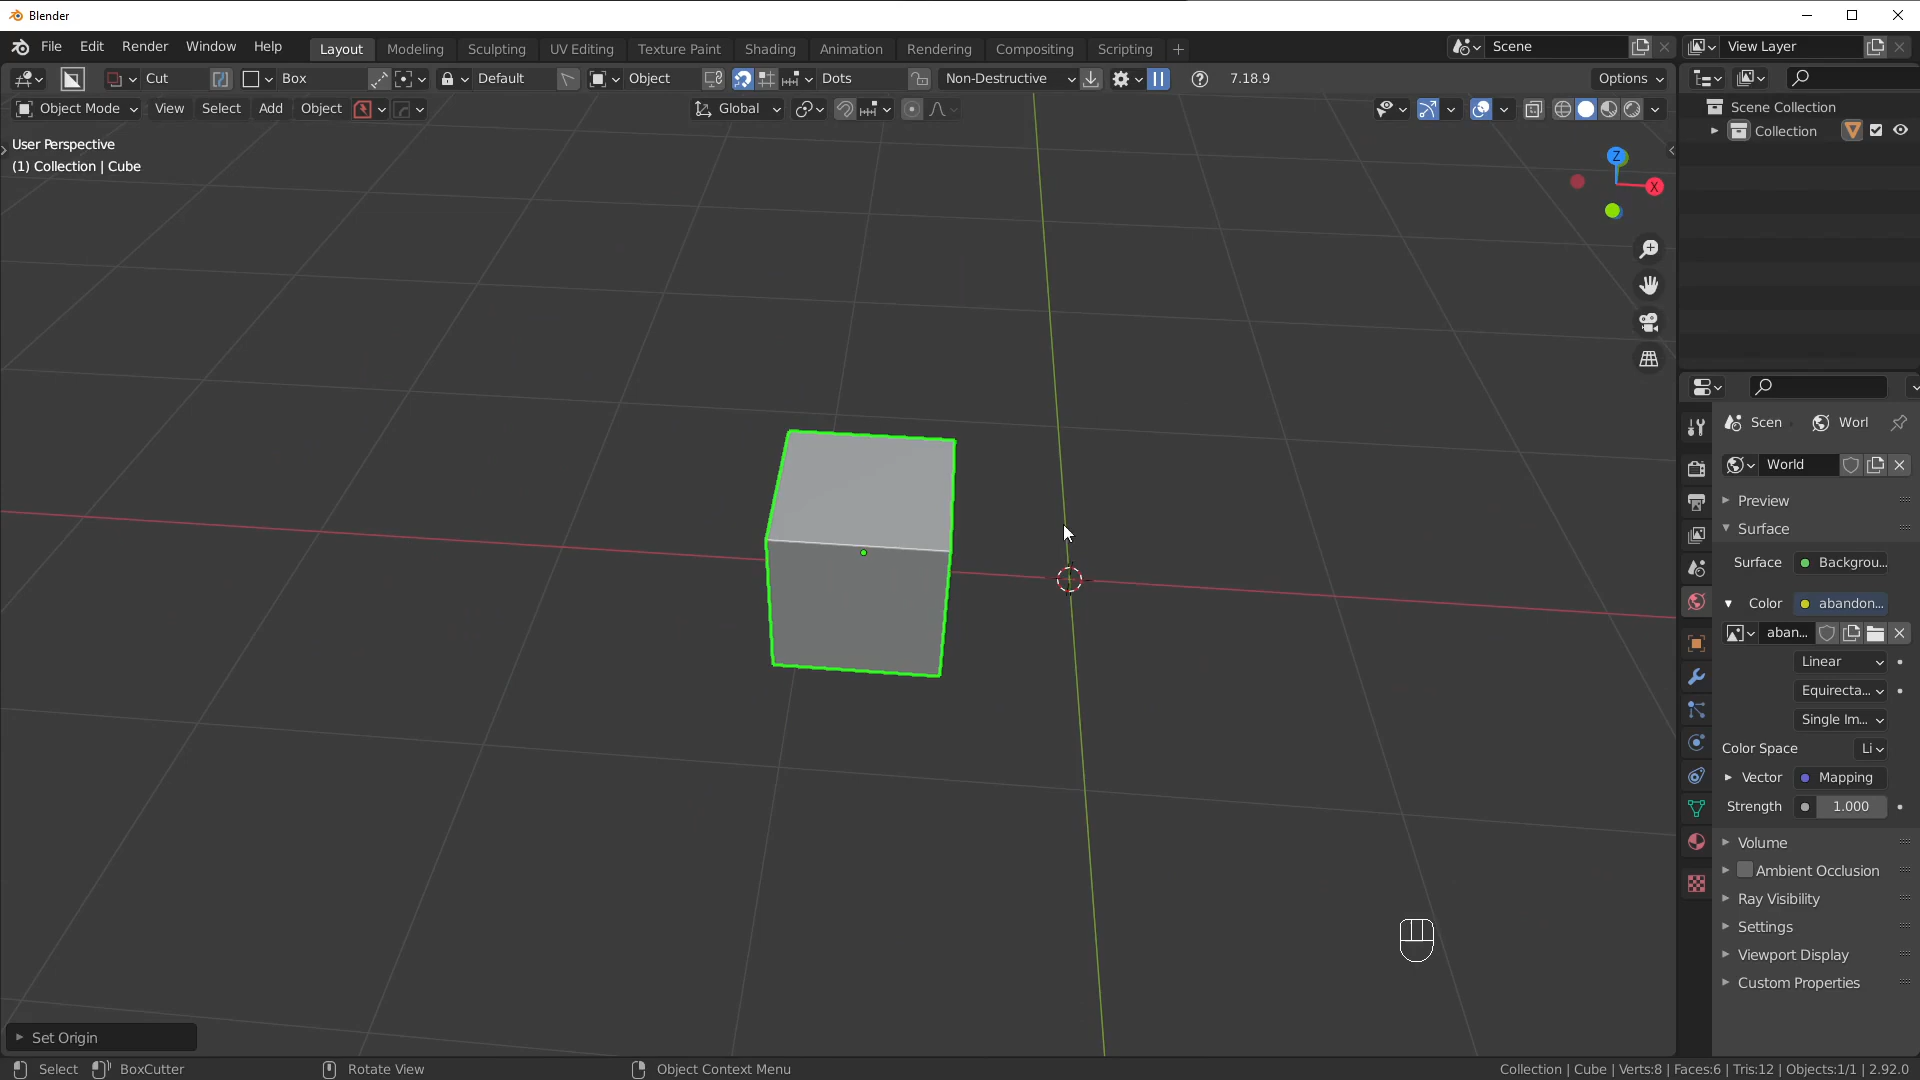 Blender
File Edit Render Window Help Layout Modeling Sculpting UV Editing Texture Paint Shading Animation Rendering Compositing Scripting + Scene View Layer
Cut Box Default Object Dots Non-Destructive 7.18.9 Options
Object Mode View Select Add Object Global
Scene Collection
Collection
User Perspective
(1) Collection | Cube
Z
X
Scen Worl
World
Preview
Surface
Surface Backgrou...
Color abandon...
aban...
Linear
Equirecta...
Single Im...
Color Space Li
Vector Mapping
Strength 1.000
Volume
Ambient Occlusion
Ray Visibility
Settings
Viewport Display
Custom Properties
Set Origin
Select BoxCutter Rotate View Object Context Menu Collection | Cube | Verts:8 | Faces:6 | Tris:12 | Objects:1/1 | 2.92.0